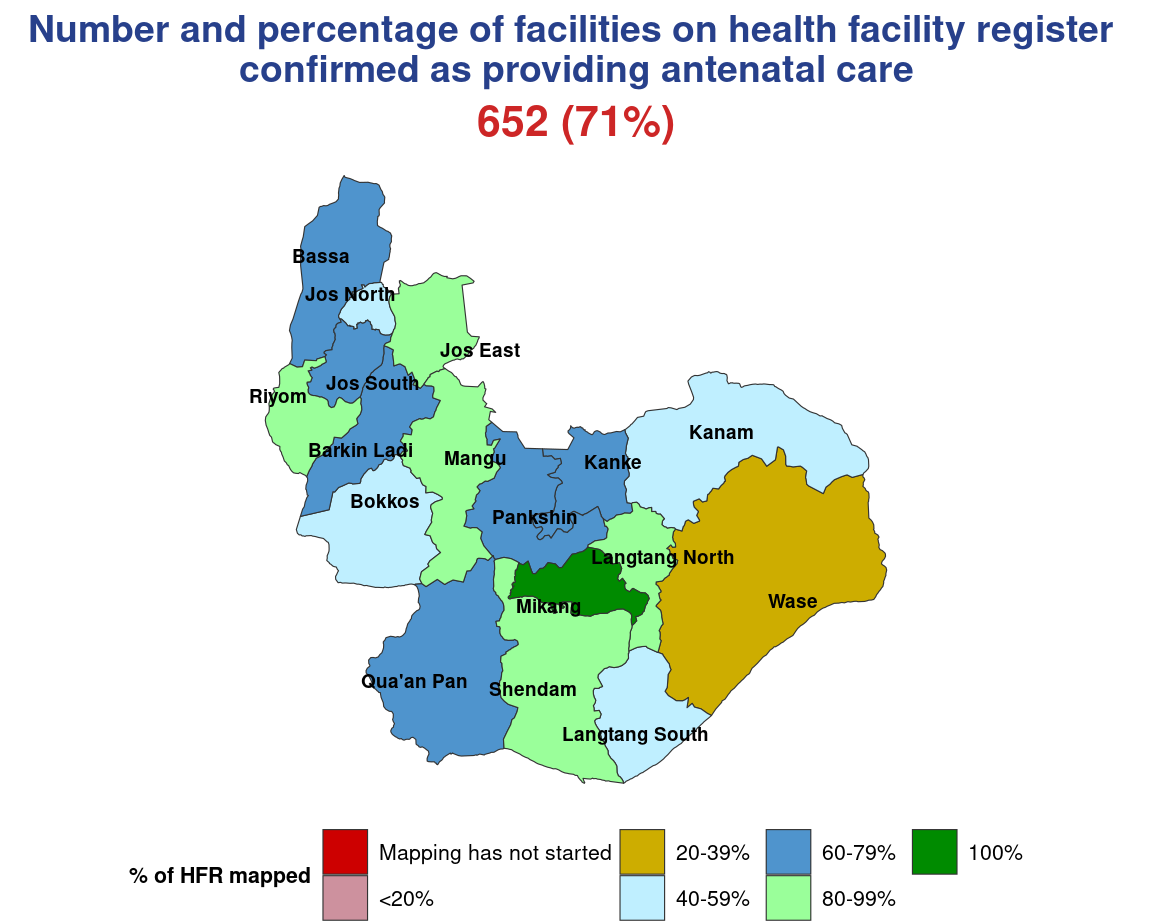 Number and percentage of facilities on health facility register
confirmed as providing antenatal care
652 (71%)
Bassa
Jos North
Jos East
Jos South
Riyom
Kanam
Barkin Ladi
Mangu
Kanke
Bokkos
Pankshin
Langtang North
Wase
Mikang
Qua'an Pan
Shendam
Langtang South
% of HFR mapped
Mapping has not started
<20%
20-39%
40-59%
60-79%
80-99%
100%